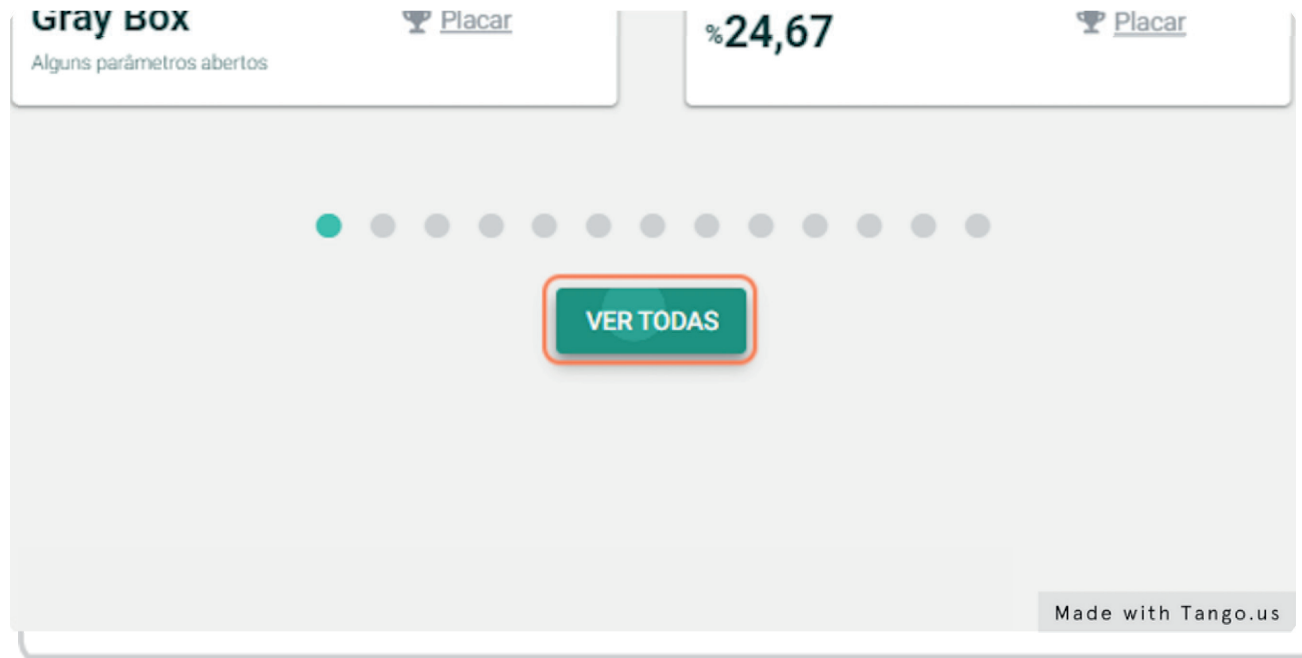 Gray Box
Placar
Alguns parâmetros abertos
%24,67
Placar
VER TODAS
Made with Tango.us